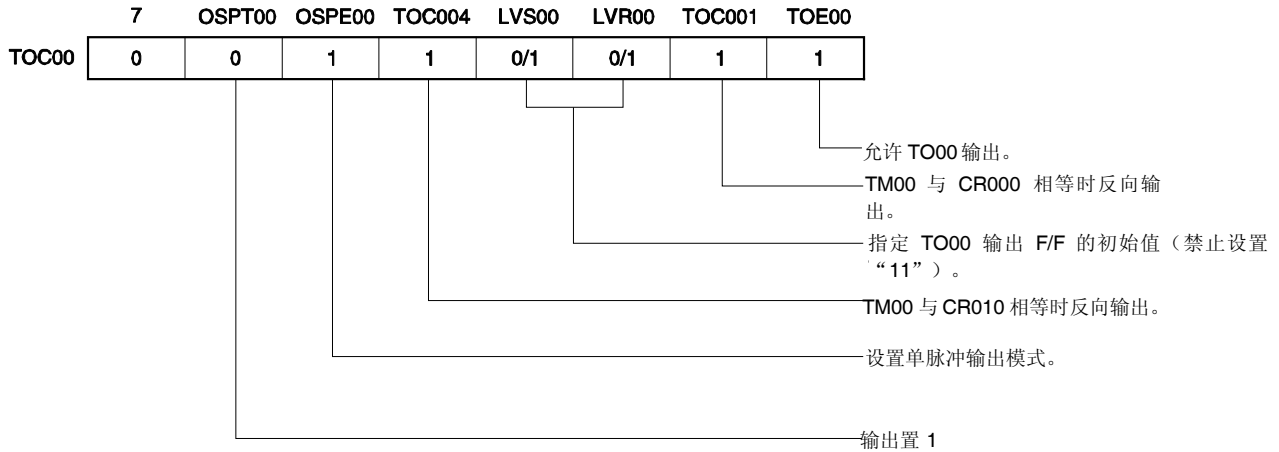 7 OSPT00 OSPE00 TOC004 LVS00 LVR00 TOC001 TOE00
TOC00 0 0 1 1 0/1 0/1 1 1
允许 TO00 输出。
TM00 与 CR000 相等时反向输
出。
指定 TO00 输出 F/F 的初始值（禁止设置
“11”）。
TM00 与 CR010 相等时反向输出。
设置单脉冲输出模式。
输出置 1